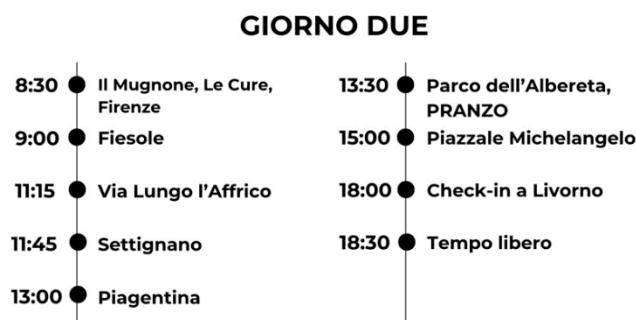 GIORNO DUE
8:30 Il Mugnone, Le Cure,
Firenze
9:00 Fiesole
11:15 Via Lungo l'Affrico
11:45 Settignano
13:00 Piagentina
13:30 Parco dell'Albereta,
PRANZO
15:00 Piazzale Michelangelo
18:00 Check-in a Livorno
18:30 Tempo libero